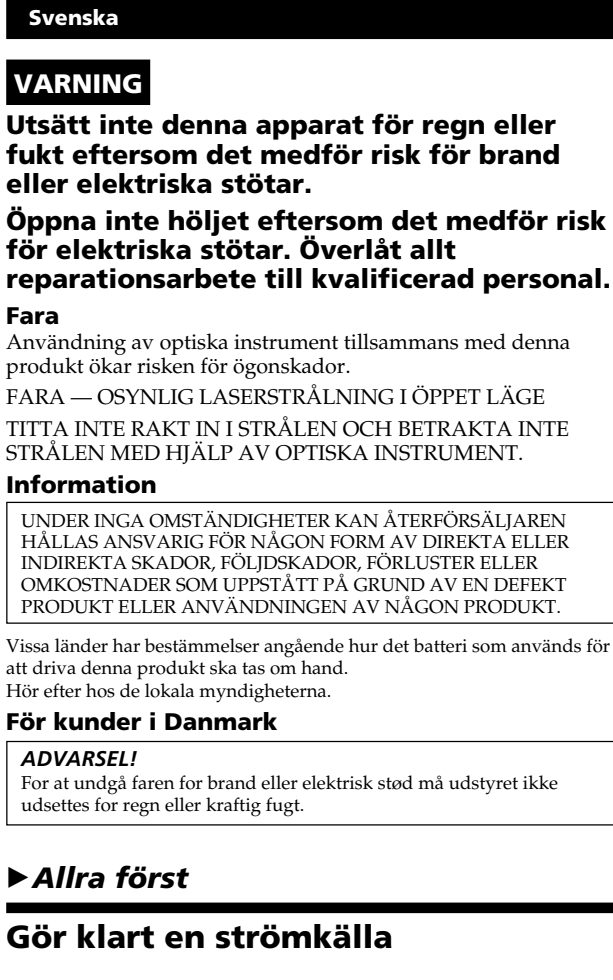 Svenska
VARNING
Utsätt inte denna apparat för regn eller
fukt eftersom det medför risk för brand
eller elektriska stötar.
Öppna inte höljet eftersom det medför risk
för elektriska stötar. Överlåt allt
reparationsarbete till kvalificerad personal.
Fara
Användning av optiska instrument tillsammans med denna
produkt ökar risken för ögonskador.
FARA — OSYNLIG LASERSTRÅLNING I ÖPPET LÄGE
TITTA INTE RAKT IN I STRÅLEN OCH BETRAKTA INTE
STRÅLEN MED HJÄLP AV OPTISKA INSTRUMENT.
Information
UNDER INGA OMSTÄNDIGHETER KAN ÅTERFÖRSÄLJAREN
HÅLLAS ANSVARIG FÖR NÅGON FORM AV DIREKTA ELLER
INDIREKTA SKADOR, FÖLJDSKADOR, FÖRLUSTER ELLER
OMKOSTNADER SOM UPPSTÅTT PÅ GRUND AV EN DEFEKT
PRODUKT ELLER ANVÄNDNINGEN AV NÅGON PRODUKT.
Vissa länder har bestämmelser angående hur det batteri som används för
att driva denna produkt ska tas om hand.
Hör efter hos de lokala myndigheterna.
För kunder i Danmark
ADVARSEL!
For at undgå faren for brand eller elektrisk stød må udstyret ikke
udsettes for regn eller kraftig fugt.
►Allra först
Gör klart en strömkälla